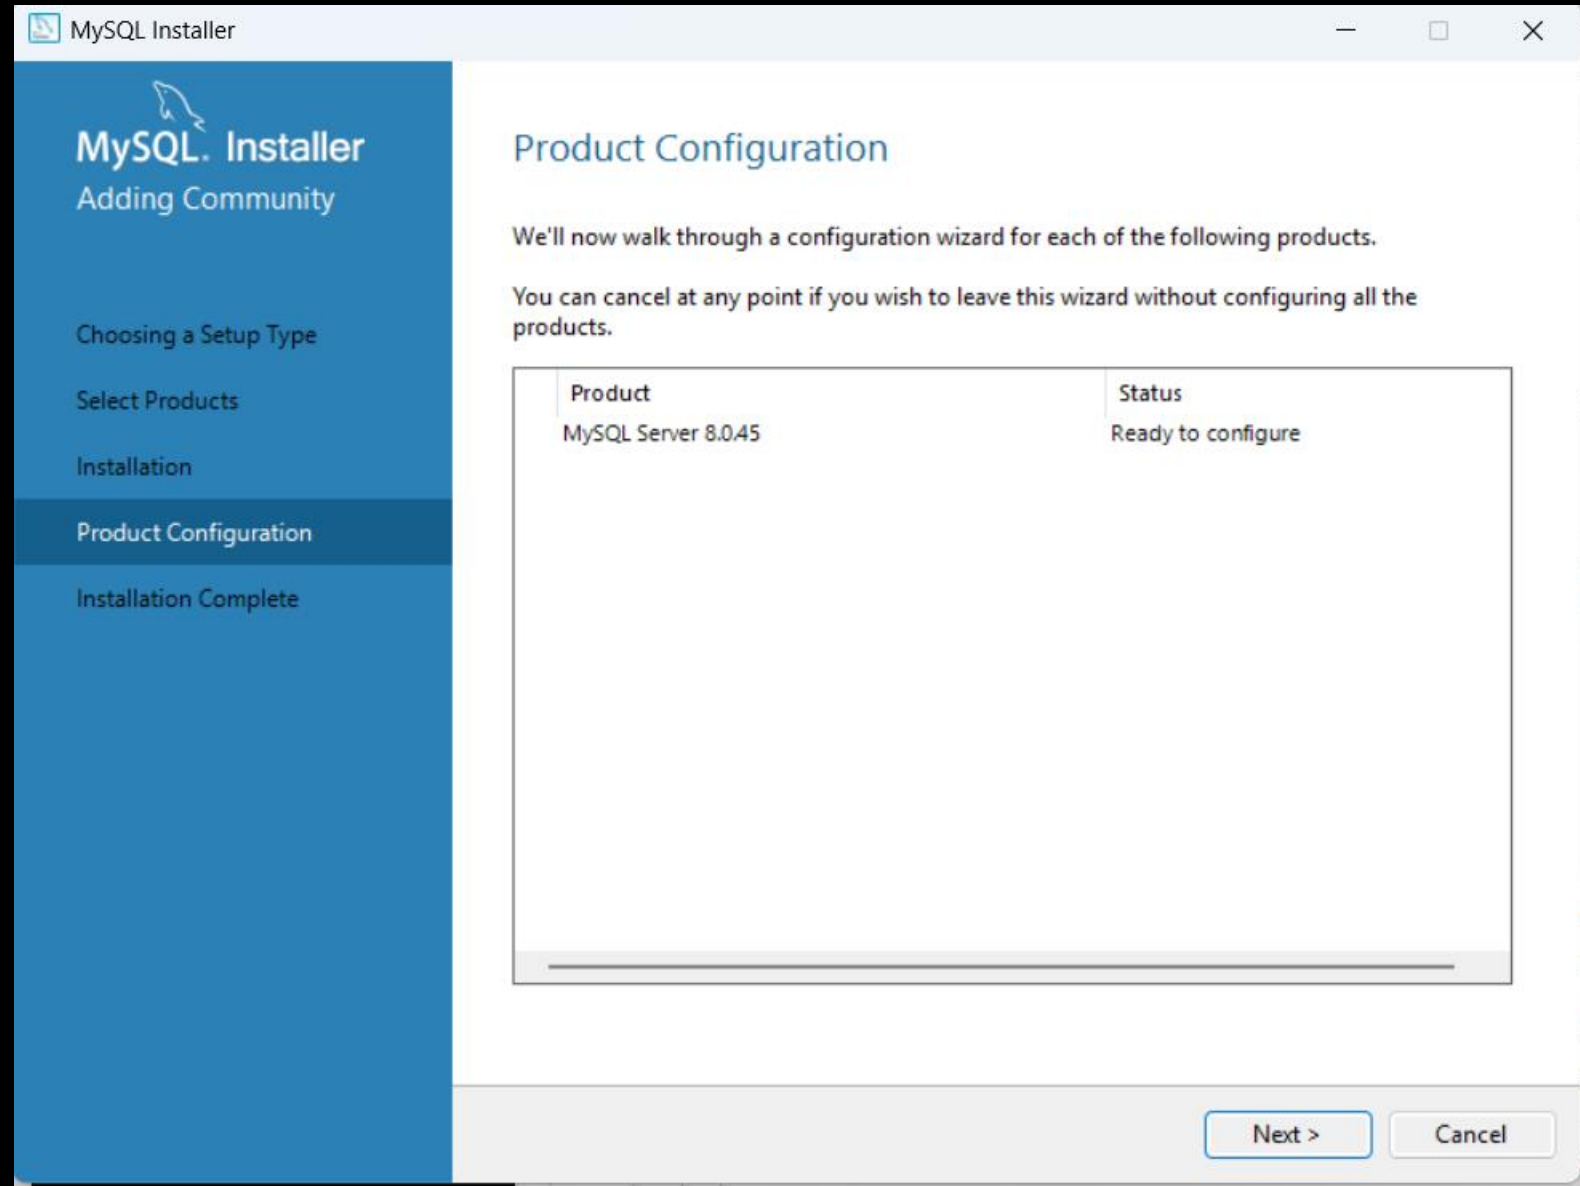 MySQL Installer
MySQL. Installer
Adding Community
Choosing a Setup Type
Select Products
Installation
Product Configuration
Installation Complete
Product Configuration
We'll now walk through a configuration wizard for each of the following products.
You can cancel at any point if you wish to leave this wizard without configuring all the
products.
Product Status
MySQL Server 8.0.45 Ready to configure
Next > Cancel